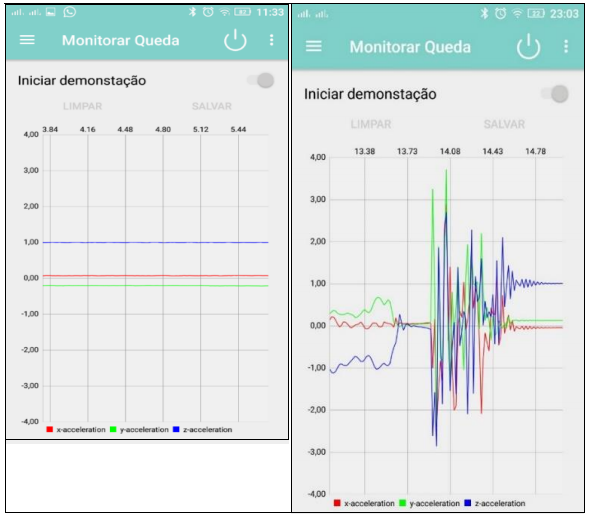 11:33
Monitorar Queda
Iniciar demonstação
LIMPAR SALVAR
3.84 4.16 4.48 4.80 5.12 5.44
4,00
3,00
2,00
1,00
0,00
-1,00
-2,00
-3,00
-4,00
x-acceleration y-acceleration z-acceleration
23:03
Monitorar Queda
Iniciar demonstação
LIMPAR SALVAR
13.38 13.73 14.08 14.43 14.78
4,00
3,00
2,00
1,00
0,00
-1,00
-2,00
-3,00
-4,00
x-acceleration y-acceleration z-acceleration